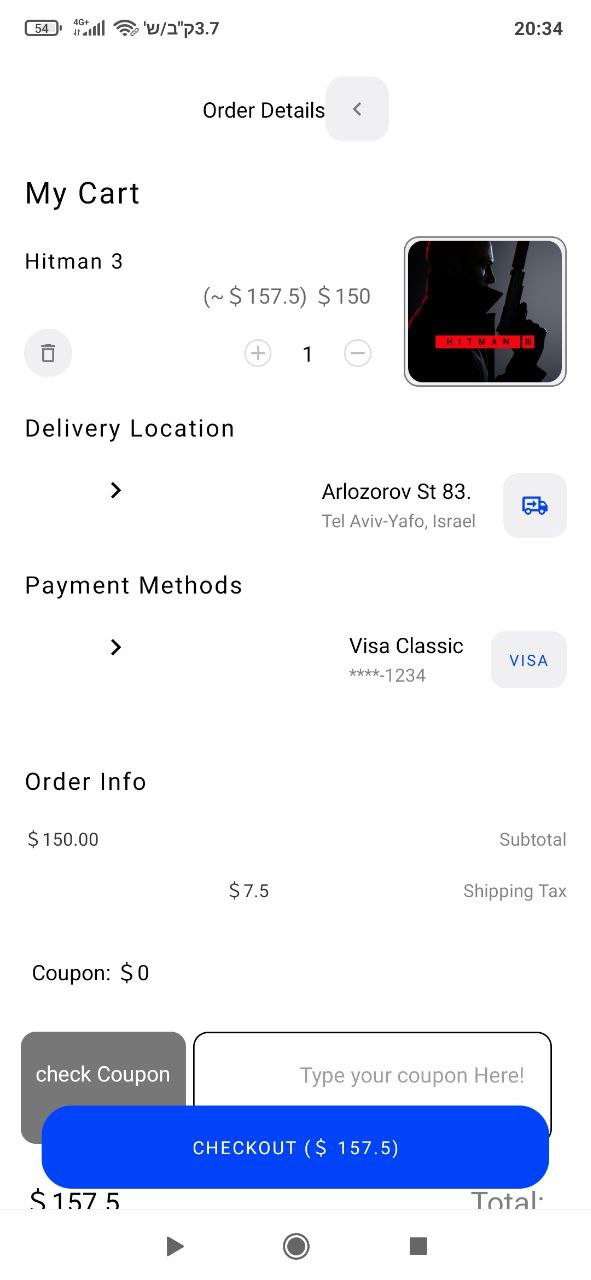 54 4G+ 3.7ק"ב/ש' 20:34
Order Details
My Cart
Hitman 3
(~$157.5) $150
1
HITMAN III
Delivery Location
Arlozorov St 83.
Tel Aviv-Yafo, Israel
Payment Methods
Visa Classic
VISA
****-1234
Order Info
$150.00 Subtotal
$7.5 Shipping Tax
Coupon: $0
check Coupon Type your coupon Here!
CHECKOUT ($ 157.5)
$157.5 Total: